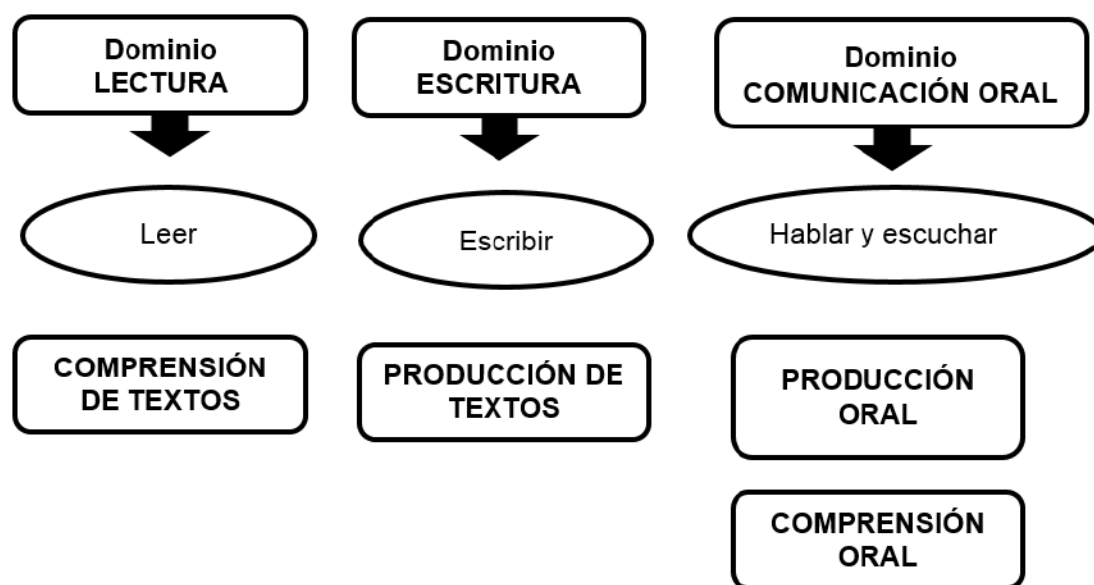 Dominio
LECTURA
Dominio
ESCRITURA
Dominio
COMUNICACIÓN ORAL
Leer
Escribir
Hablar y escuchar
COMPRENSIÓN
DE TEXTOS
PRODUCCIÓN DE
TEXTOS
PRODUCCIÓN
ORAL
COMPRENSIÓN
ORAL